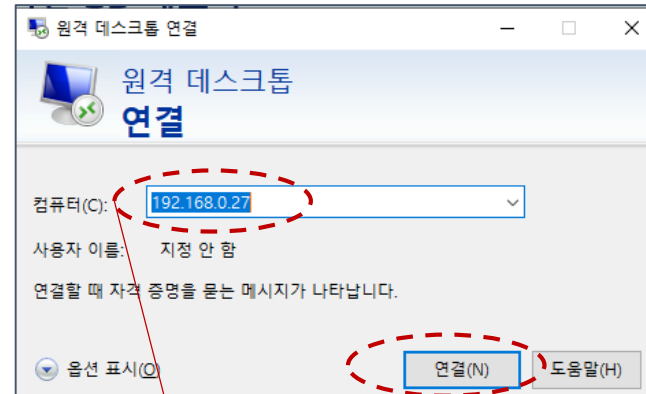 원격 데스크톱 연결
원격 데스크톱
연결
컴퓨터(C): 192.168.0.27
사용자 이름: 지정 안 함
연결할 때 자격 증명을 묻는 메시지가 나타납니다.
옵션 표시(O) 연결(N) 도움말(H)